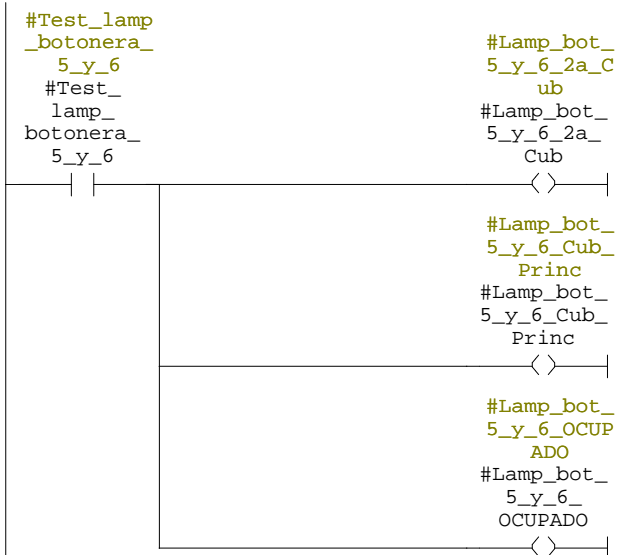 #Test_lamp
_botonera_
5_y_6
#Test_
lamp_
botonera_
5_y_6
#Lamp_bot_
5_y_6_2a_C
ub
#Lamp_bot_
5_y_6_2a_
Cub
#Lamp_bot_
5_y_6_Cub_
Princ
#Lamp_bot_
5_y_6_Cub_
Princ
#Lamp_bot_
5_y_6_OCUP
ADO
#Lamp_bot_
5_y_6_
OCUPADO